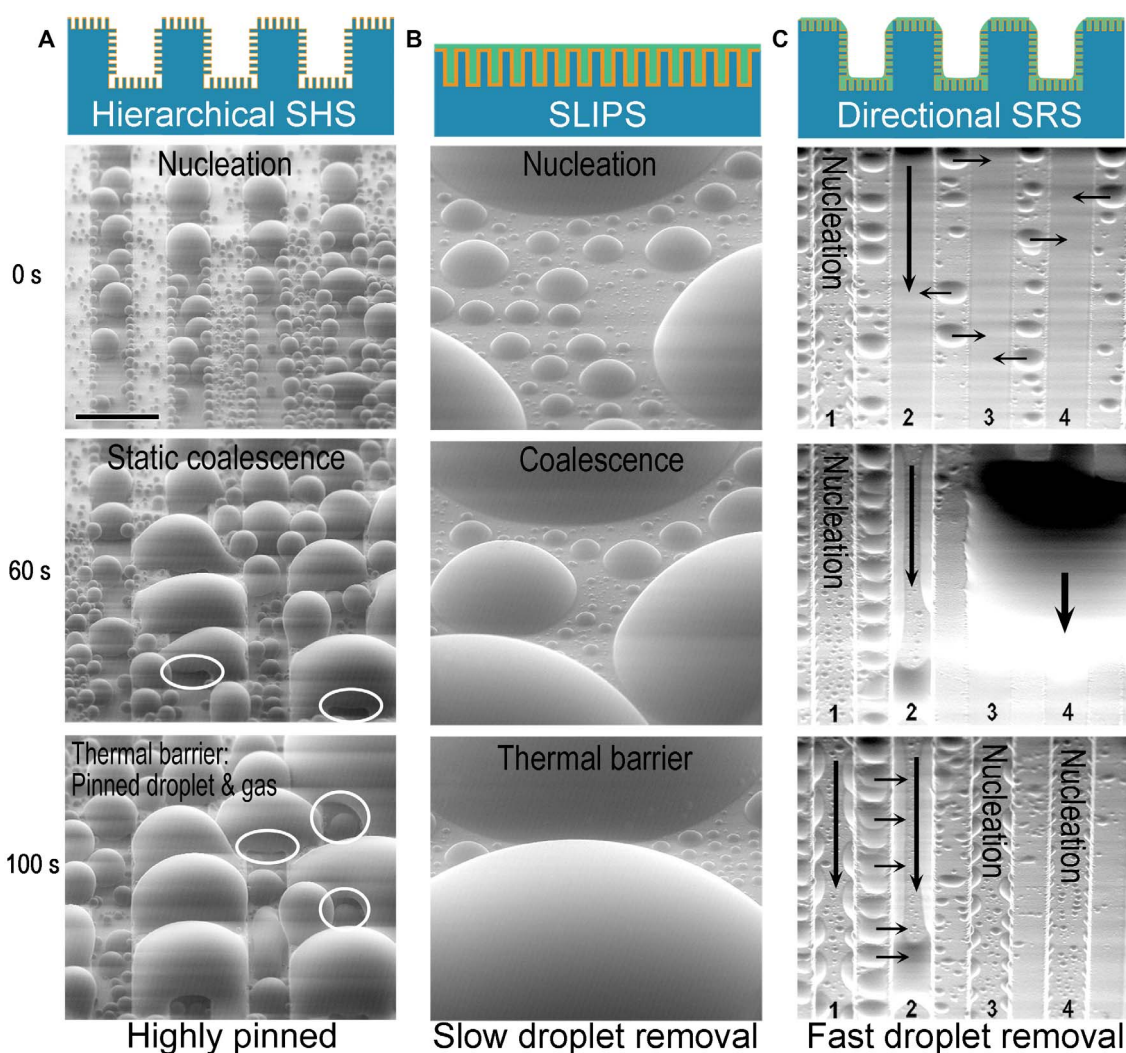 A
B
C
Hierarchical SHS
SLIPS
Directional SRS
0 s
Nucleation
Nucleation
Nucleation
1
2
3
4
60 s
Static coalescence
Coalescence
Nucleation
1
2
3
4
100 s
Thermal barrier:
Pinned droplet & gas
Thermal barrier
Nucleation
Nucleation
1
2
3
4
Highly pinned
Slow droplet removal
Fast droplet removal